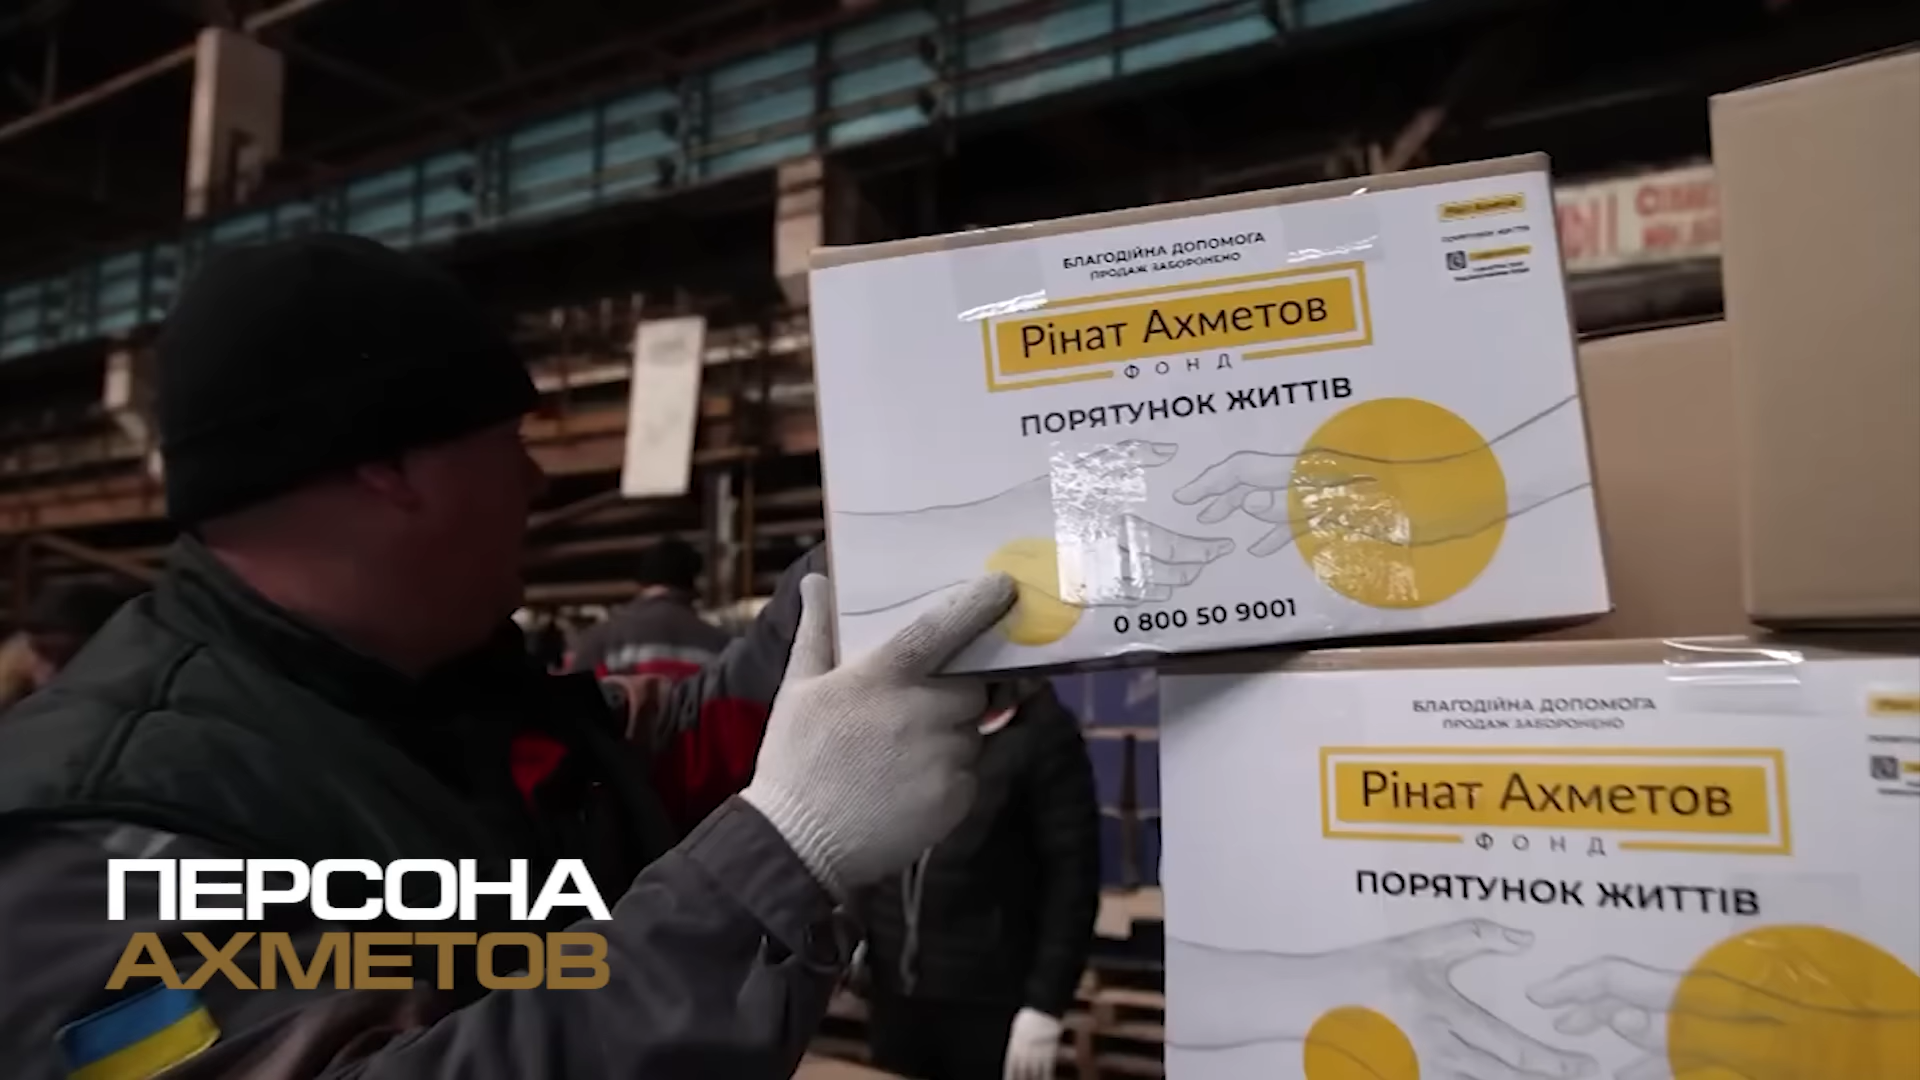 БЛАГОДІЙНА ДОПОМОГА
ПРОДАЖ ЗАБОРОНЕНО
Рінат Ахметов
ФОНД
ПОРЯТУНОК ЖИТТІВ
0 800 50 9001
БЛАГОДІЙНА ДОПОМОГА
ПРОДАЖ ЗАБОРОНЕНО
Рінат Ахметов
ФОНД
ПОРЯТУНОК ЖИТТІВ
ПЕРСОНА
АХМЕТОВ